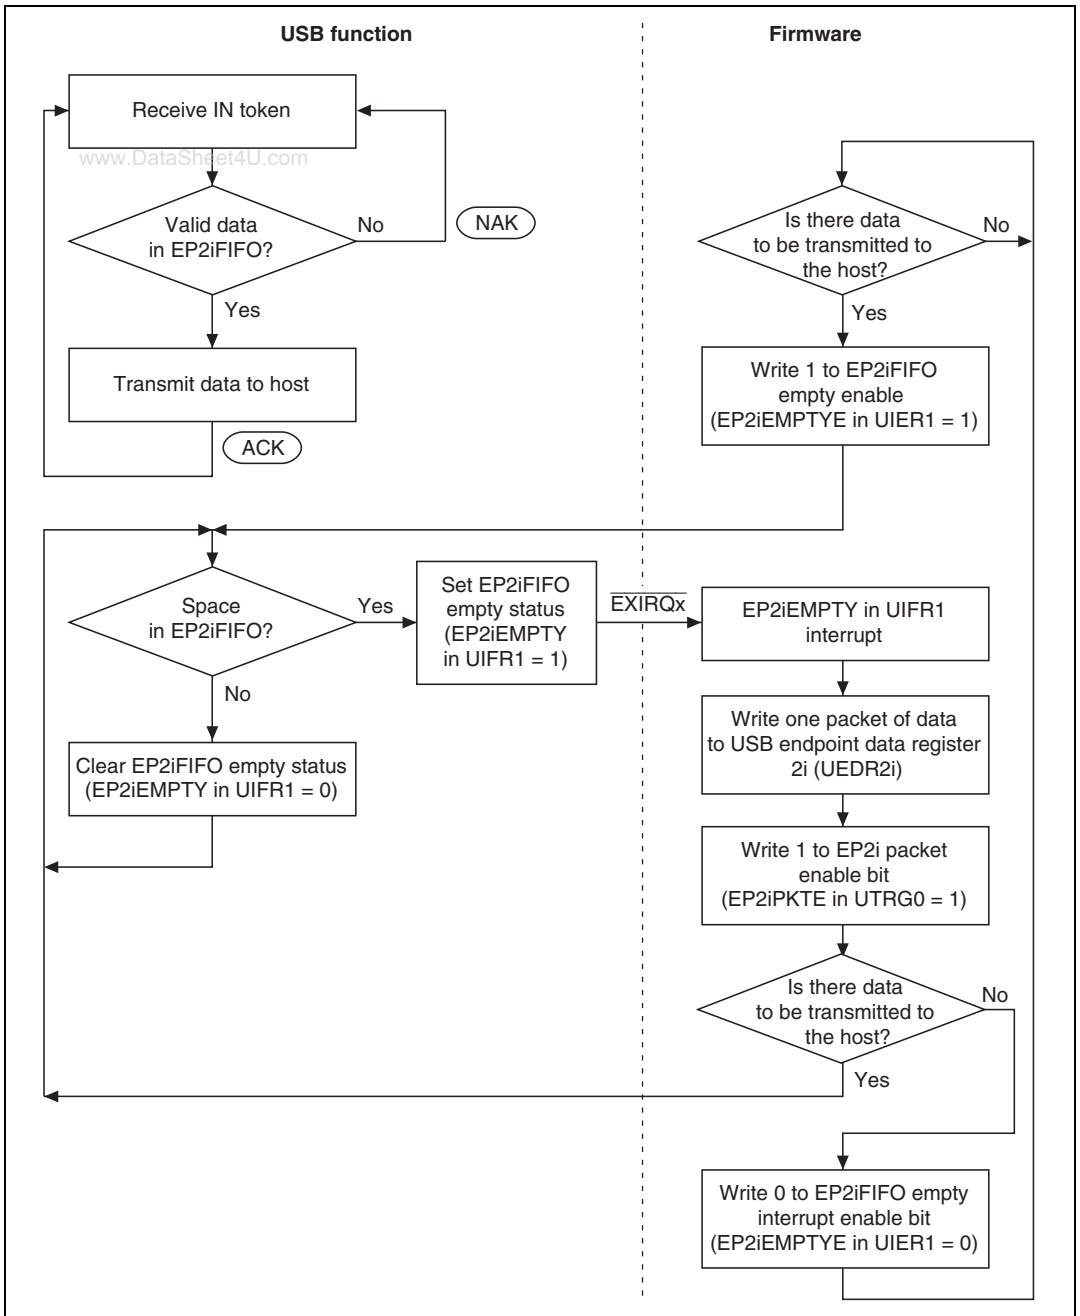 USB function
Firmware
Receive IN token
www.DataSheet4U.com
Valid data
in EP2iFIFO?
No
NAK
Yes
Transmit data to host
ACK
Is there data
to be transmitted to
the host?
No
Yes
Write 1 to EP2iFIFO
empty enable
(EP2iEMPTYE in UIER1 = 1)
Space
in EP2iFIFO?
Yes
No
Set EP2iFIFO
empty status
(EP2iEMPTY
in UIFR1 = 1)
EXIRQx
Clear EP2iFIFO empty status
(EP2iEMPTY in UIFR1 = 0)
EP2iEMPTY in UIFR1
interrupt
Write one packet of data
to USB endpoint data register
2i (UEDR2i)
Write 1 to EP2i packet
enable bit
(EP2iPKTE in UTRG0 = 1)
Is there data
to be transmitted to
the host?
No
Yes
Write 0 to EP2iFIFO empty
interrupt enable bit
(EP2iEMPTYE in UIER1 = 0)